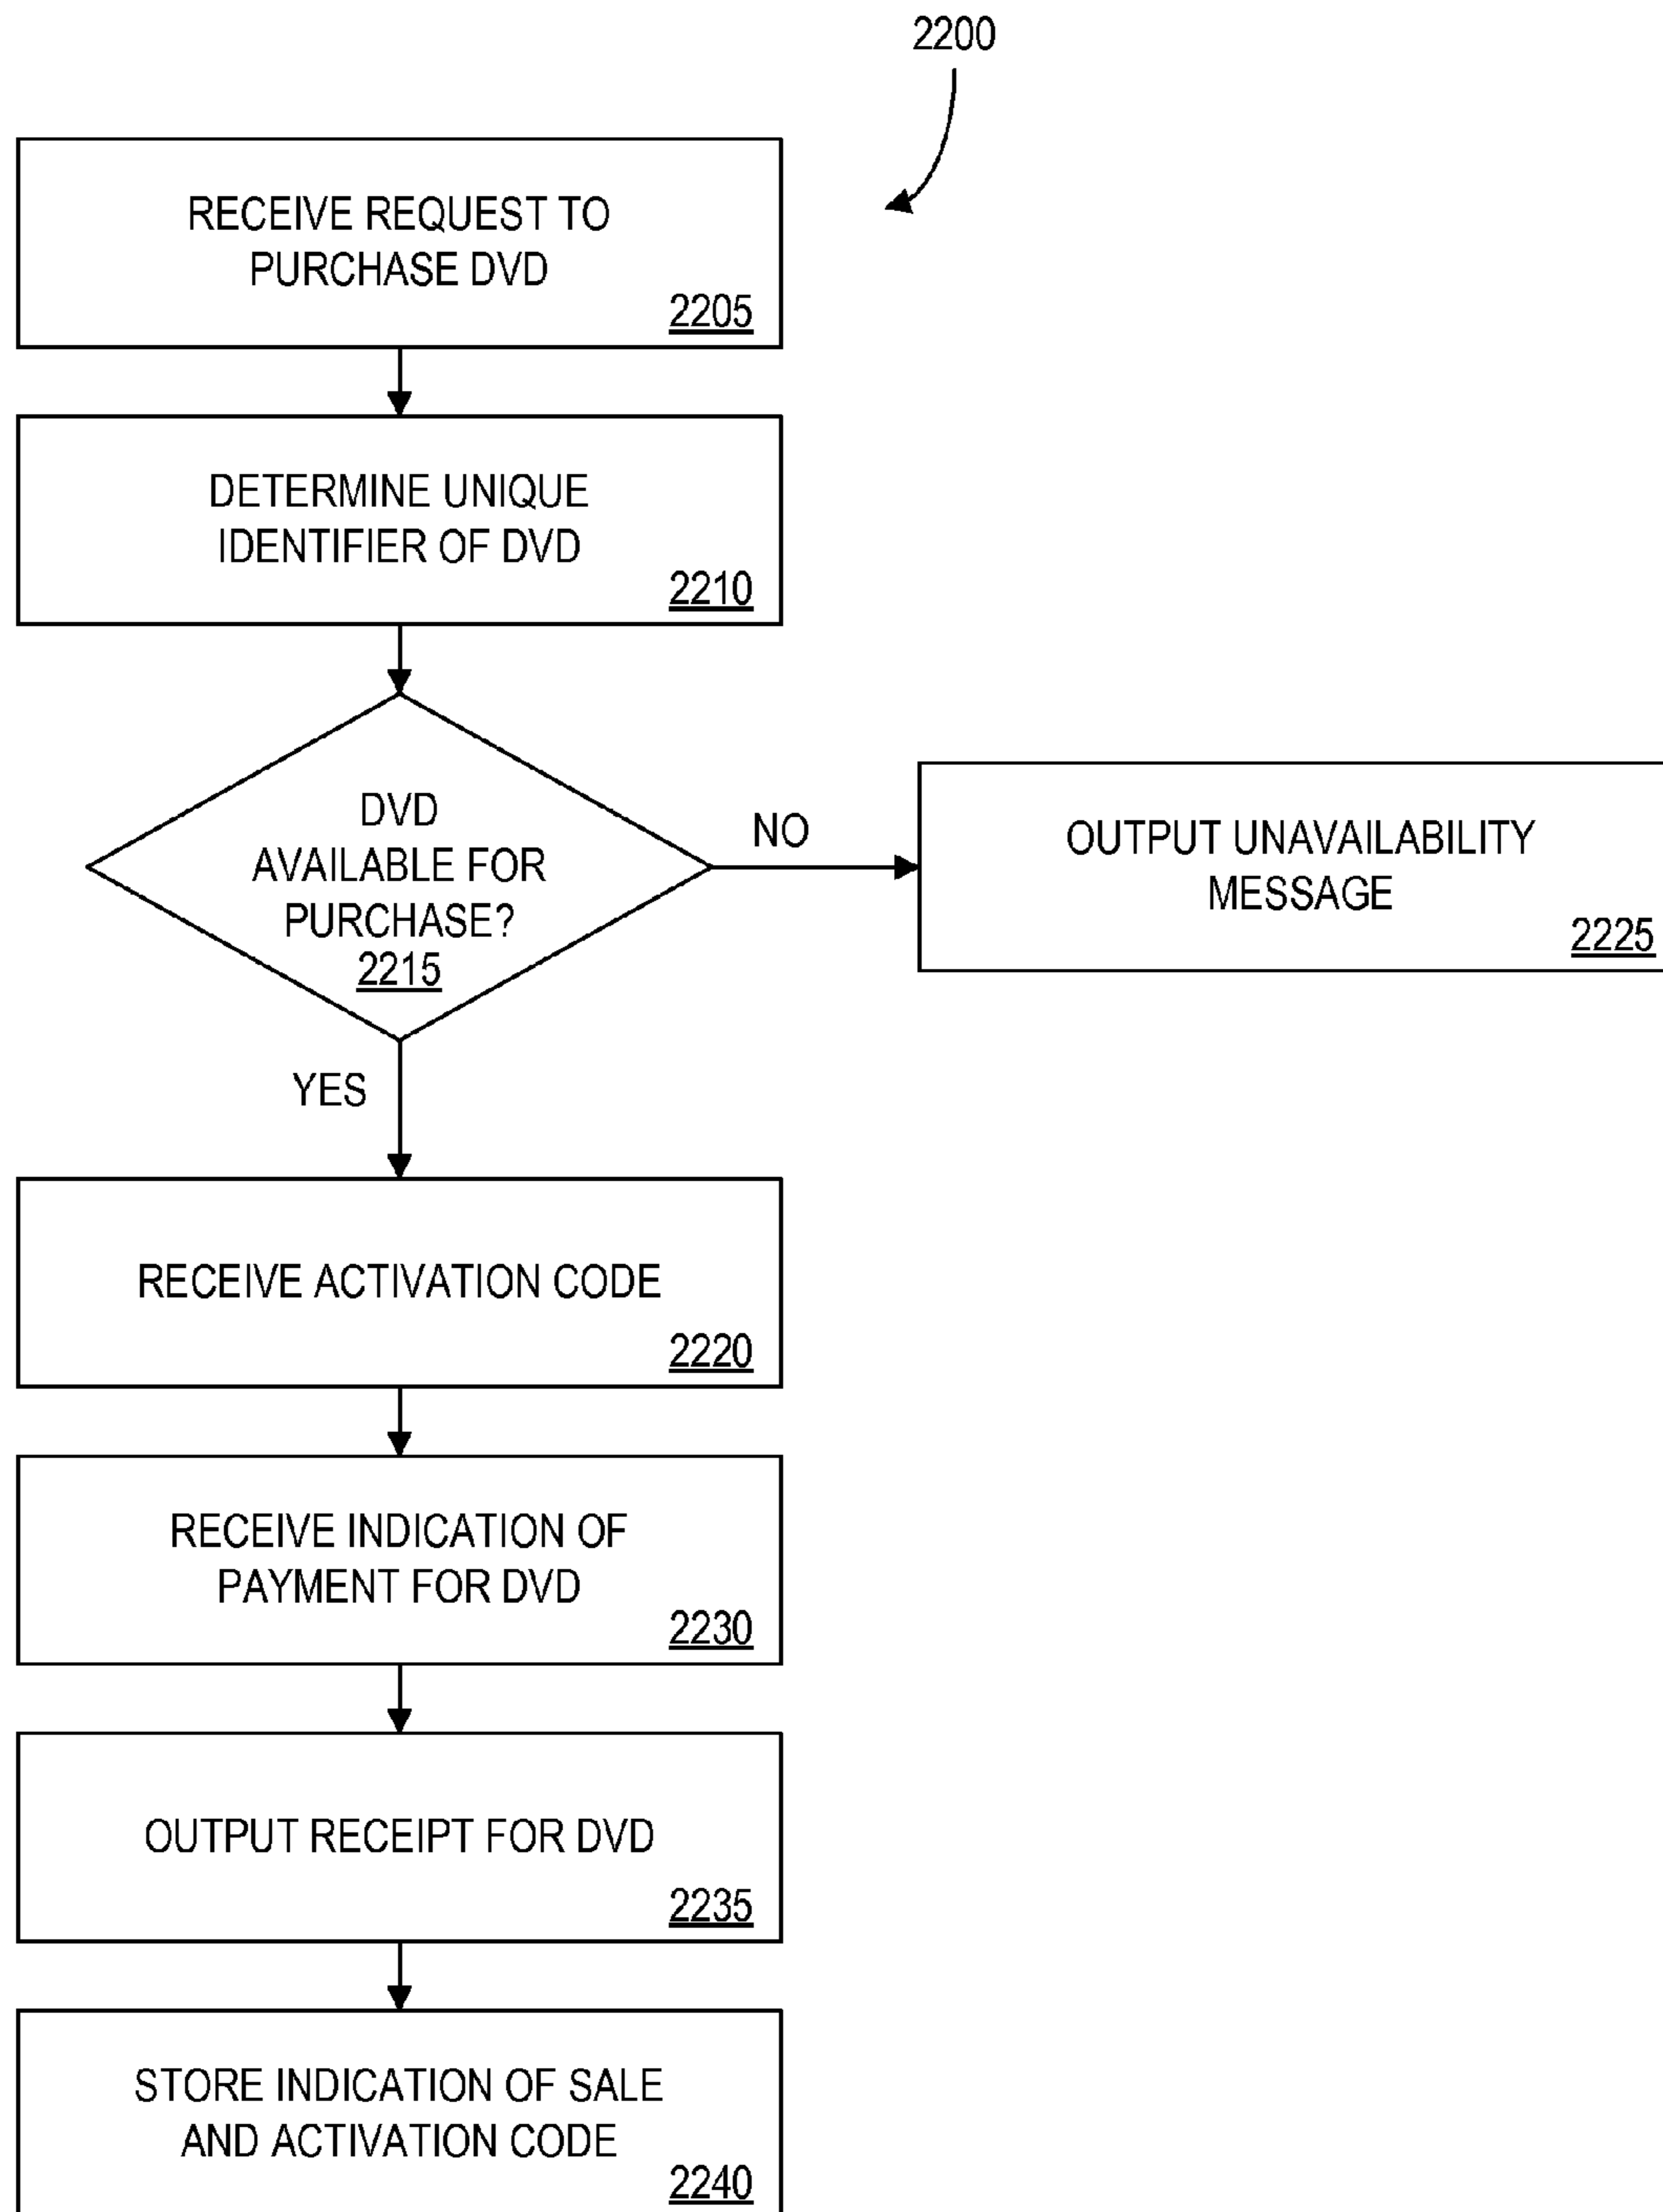 2200
RECEIVE REQUEST TO
PURCHASE DVD
2205
DETERMINE UNIQUE
IDENTIFIER OF DVD
2210
DVD
AVAILABLE FOR
PURCHASE?
2215
NO
OUTPUT UNAVAILABILITY
MESSAGE
2225
YES
RECEIVE ACTIVATION CODE
2220
RECEIVE INDICATION OF
PAYMENT FOR DVD
2230
OUTPUT RECEIPT FOR DVD
2235
STORE INDICATION OF SALE
AND ACTIVATION CODE
2240